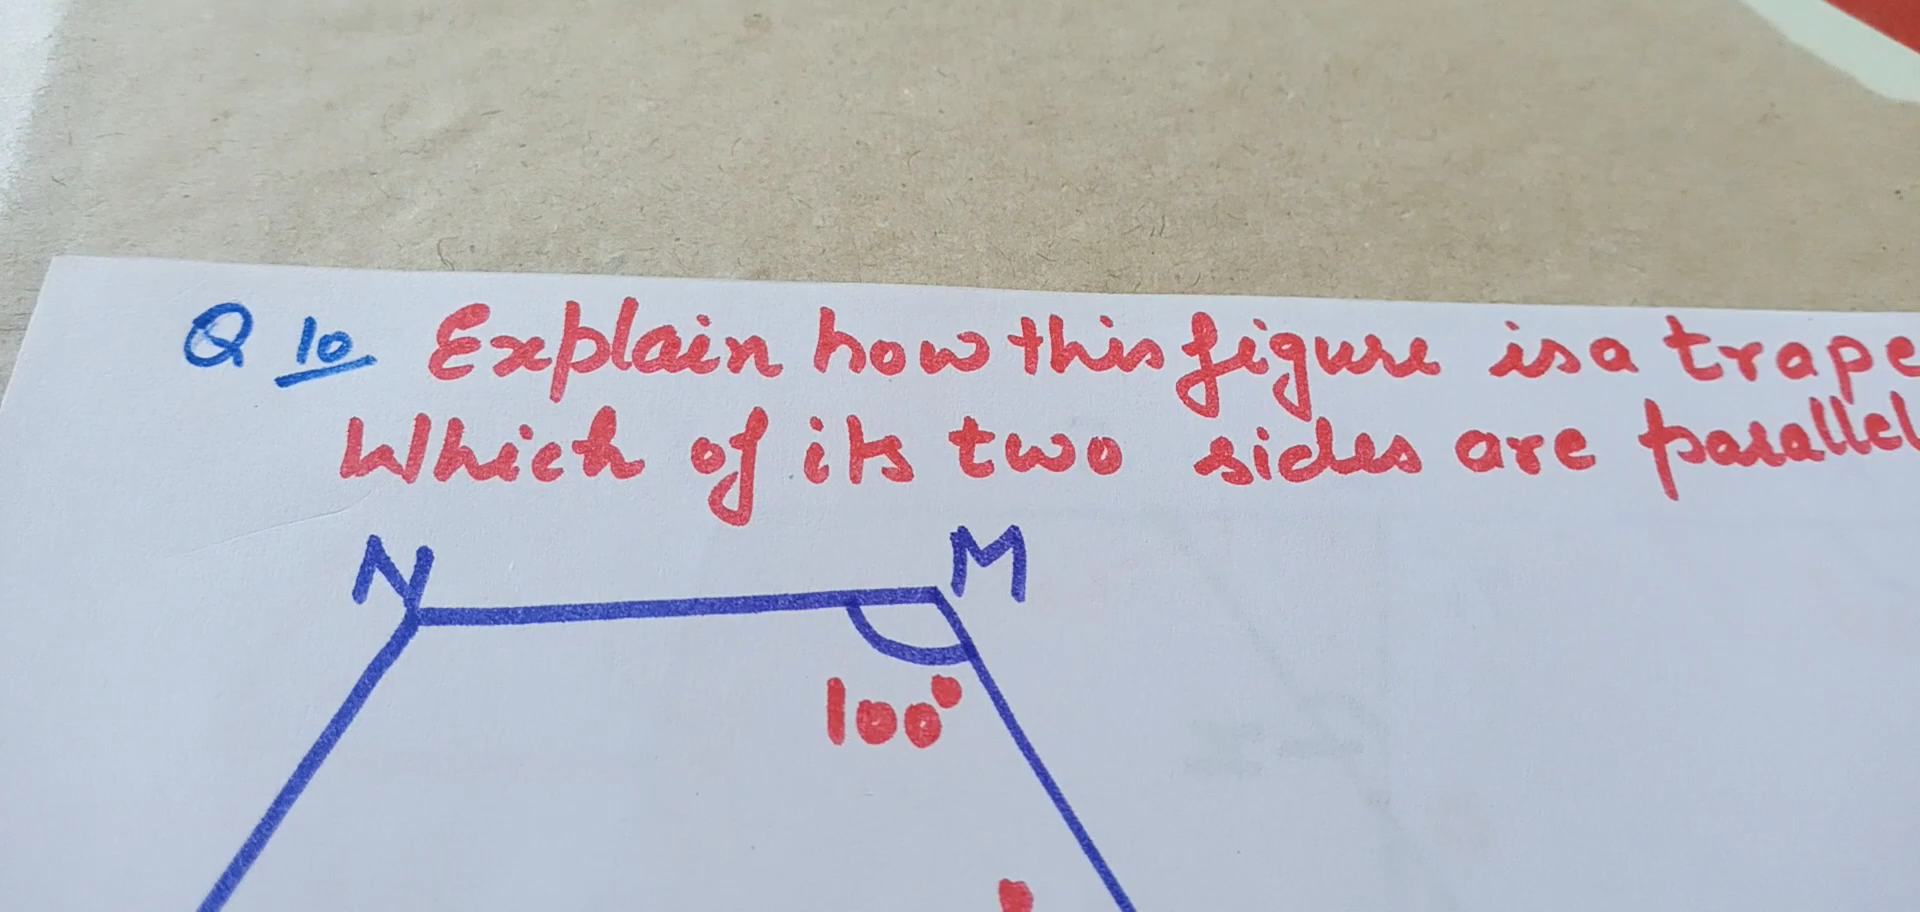 Q 10 Explain how this figure is a trape
Which of its two sides are parallel
N M
100°